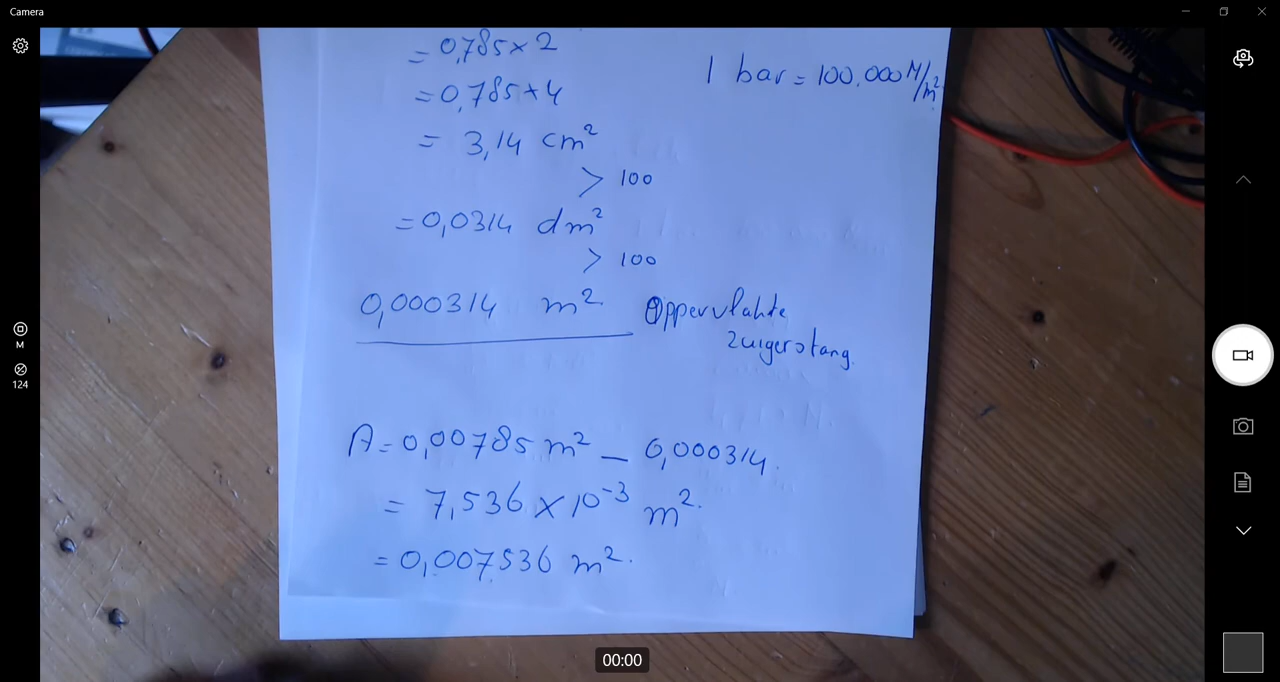 Camera
= 0,785 × 2
1 bar = 100.000 N/m²
= 0,785 × 4
= 3,14 cm²
> 100
= 0,0314 dm²
> 100
0,000314 m² Oppervlakte
zuigerstang.
A = 0,00785 m² – 0,000314.
= 7,536 × 10⁻³ m².
= 0,007536 m².
M
124
00:00